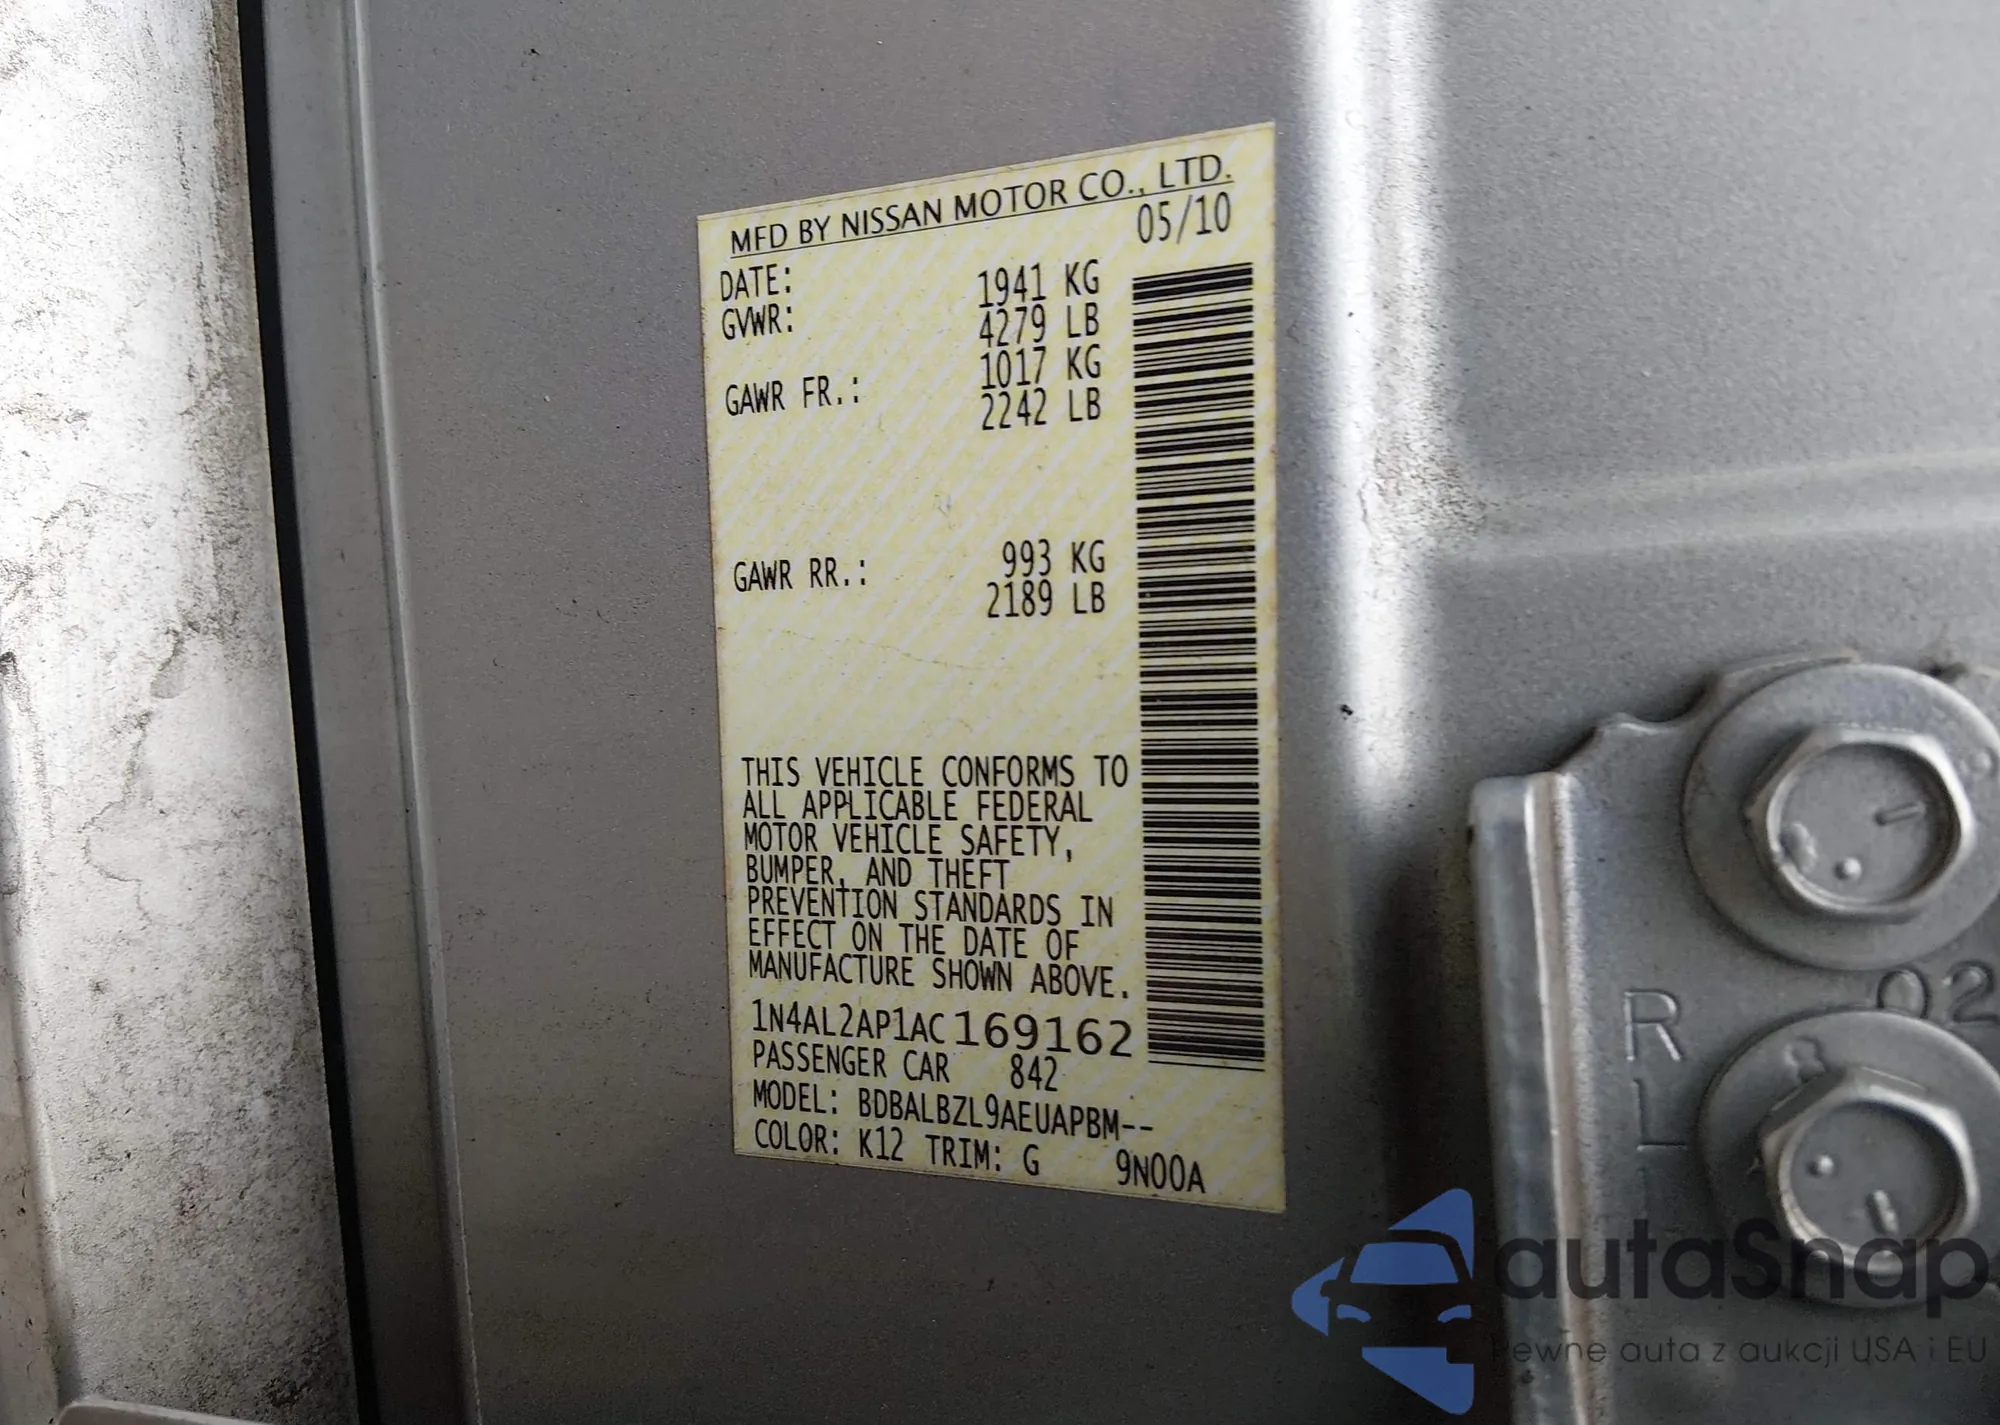 MFD BY NISSAN MOTOR CO., LTD.
DATE: 05/10
GVWR: 1941 KG
4279 LB
GAWR FR.: 1017 KG
2242 LB
GAWR RR.: 993 KG
2189 LB
THIS VEHICLE CONFORMS TO
ALL APPLICABLE FEDERAL
MOTOR VEHICLE SAFETY,
BUMPER, AND THEFT
PREVENTION STANDARDS IN
EFFECT ON THE DATE OF
MANUFACTURE SHOWN ABOVE.
1N4AL2AP1AC169162
PASSENGER CAR 842
MODEL: BDBALBZL9AEUAPBM--
COLOR: K12 TRIM: G 9N00A
R 02
L
autaSnap
Pewne auta z aukcji USA i EU